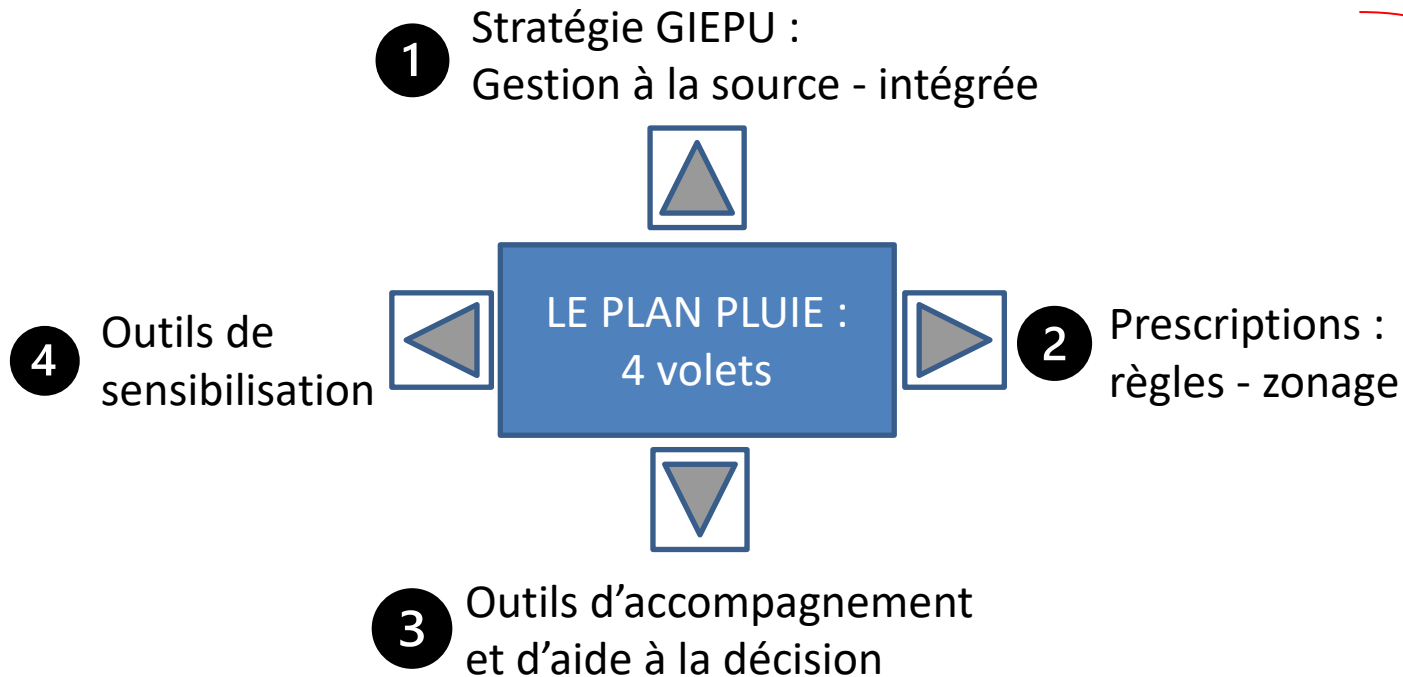 1
Stratégie GIEPU :
Gestion à la source - intégrée
LE PLAN PLUIE :
4 volets
2
Prescriptions :
règles - zonage
3
Outils d’accompagnement
et d’aide à la décision
4
Outils de
sensibilisation